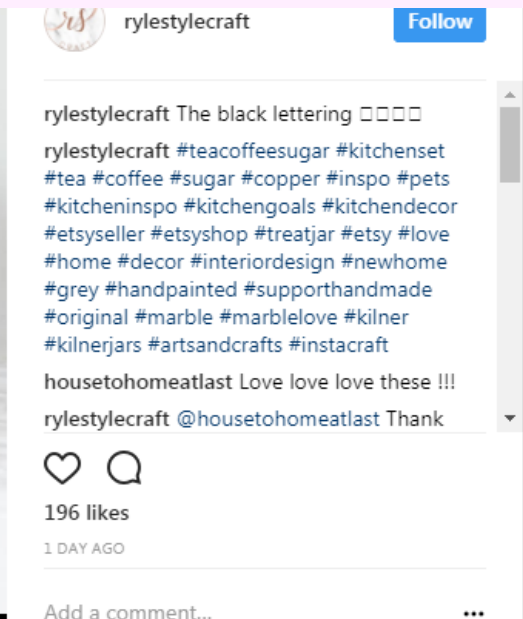 rs
CRAFT
rylestylecraft
Follow
rylestylecraft The black lettering □□□□
rylestylecraft #teacoffeesugar #kitchenset
#tea #coffee #sugar #copper #inspo #pets
#kitcheninspo #kitchengoals #kitchendecor
#etsyseller #etsyshop #treatjar #etsy #love
#home #decor #interiordesign #newhome
#grey #handpainted #supporthandmade
#original #marble #marblelove #kilner
#kilnerjars #artsandcrafts #instacraft
housetohomeatlast Love love love these !!!
rylestylecraft @housetohomeatlast Thank
196 likes
1 DAY AGO
Add a comment...